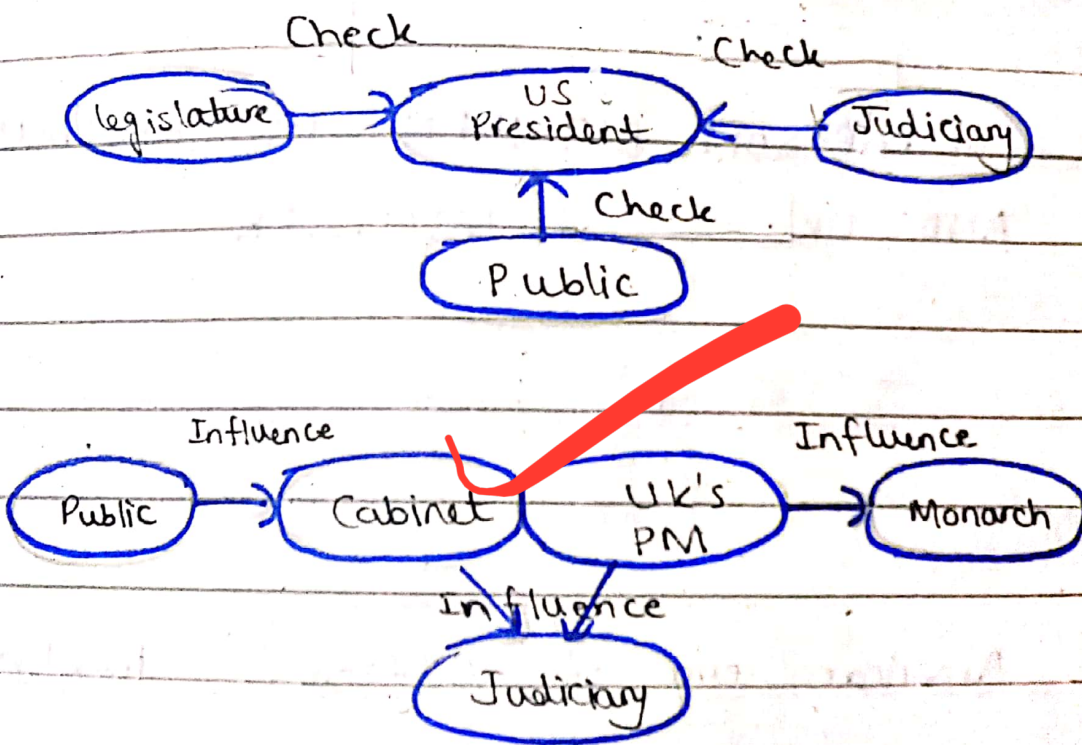 Check
Check
legislature
US
President
Judiciary
Check
Public
Influence
Influence
Public
Cabinet
UK's
PM
Monarch
Influence
Judiciary